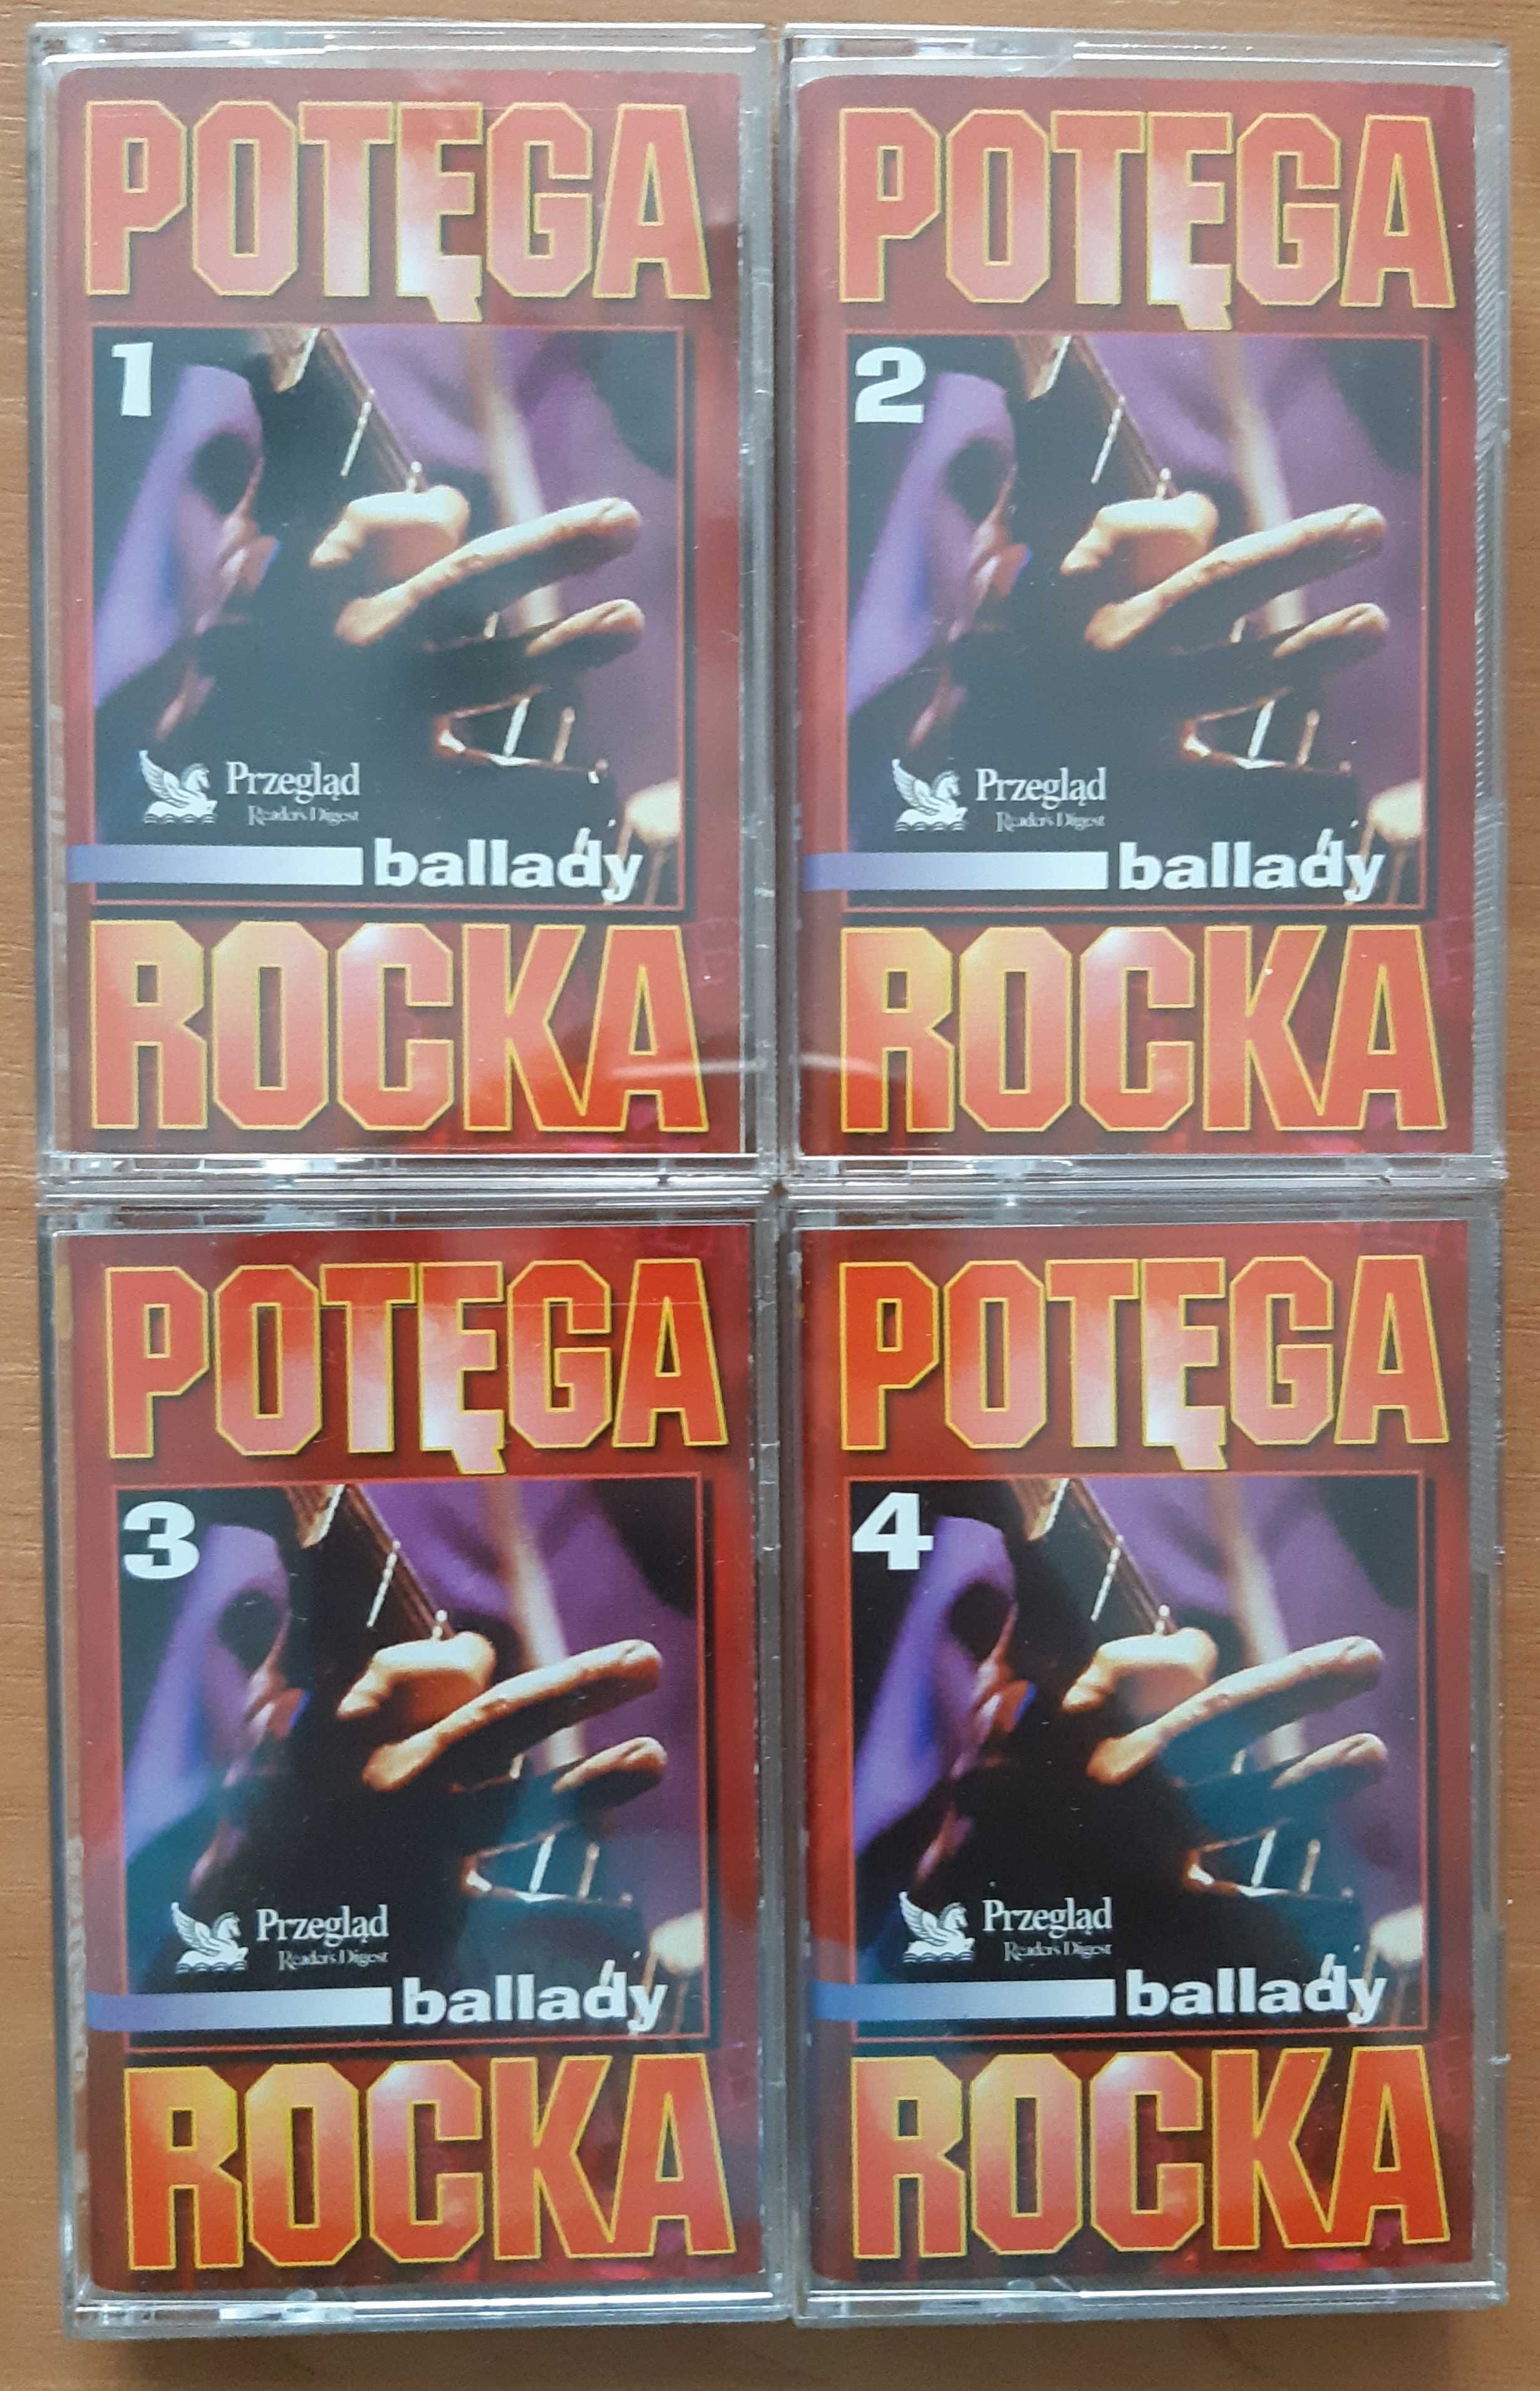 POTĘGA
1
Przegląd
Reader's Digest
ballady
ROCKA
POTĘGA
2
Przegląd
Reader's Digest
ballady
ROCKA
POTĘGA
3
Przegląd
Reader's Digest
ballady
ROCKA
POTĘGA
4
Przegląd
Reader's Digest
ballady
ROCKA